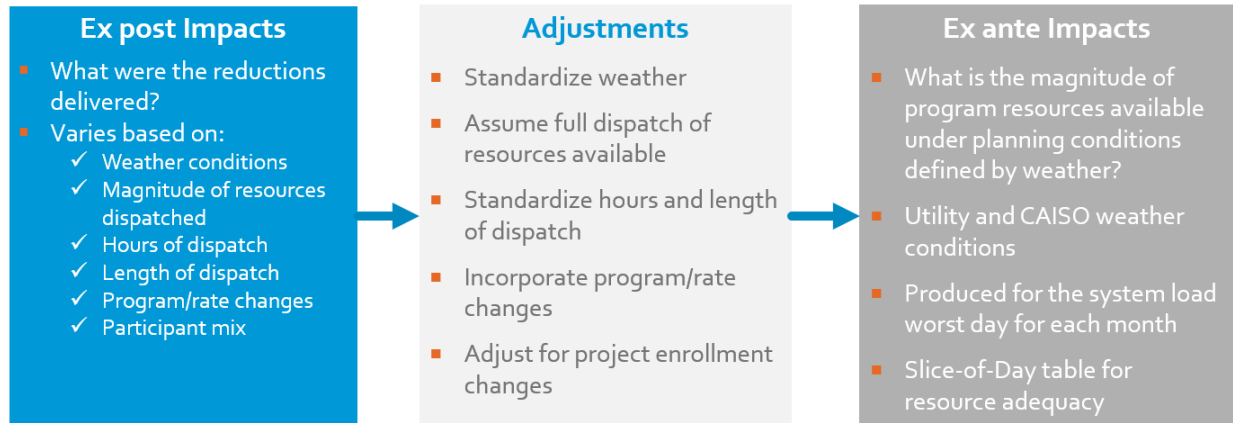 Ex post Impacts
What were the reductions
delivered?
Varies based on:
Weather conditions
Magnitude of resources
dispatched
Hours of dispatch
Length of dispatch
Program/rate changes
Participant mix
Adjustments
Standardize weather
Assume full dispatch of
resources available
Standardize hours and length
of dispatch
Incorporate program/rate
changes
Adjust for project enrollment
changes
Ex ante Impacts
What is the magnitude of
program resources available
under planning conditions
defined by weather?
Utility and CAISO weather
conditions
Produced for the system load
worst day for each month
Slice-of-Day table for
resource adequacy